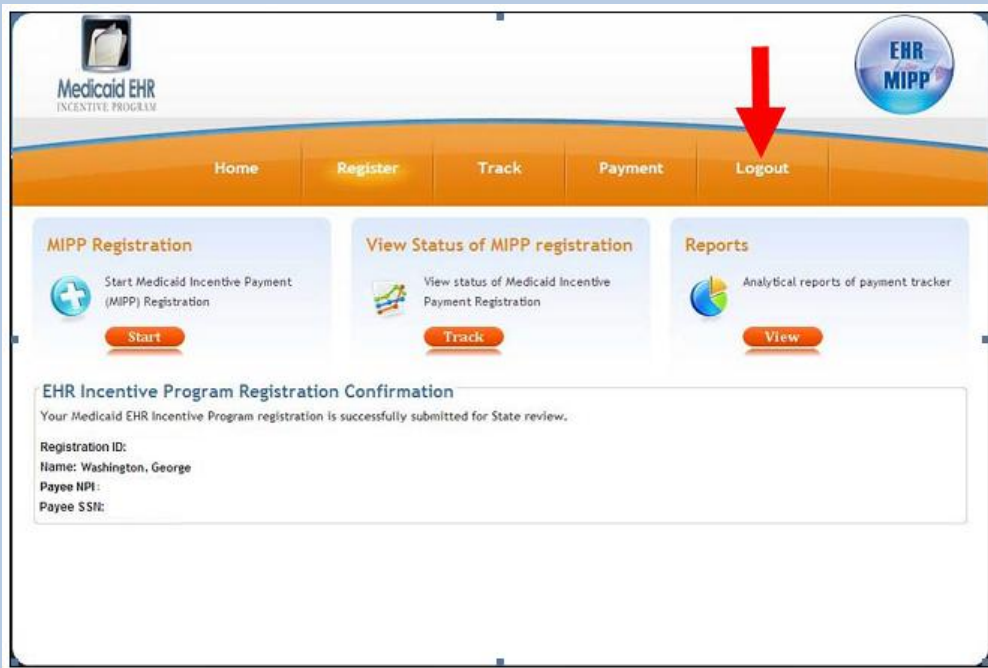 Medicaid EHR
INCENTIVE PROGRAM
EHR
MIPP
Home Register Track Payment Logout
MIPP Registration
Start Medicaid Incentive Payment
(MIPP) Registration
Start
View Status of MIPP registration
View status of Medicaid Incentive
Payment Registration
Track
Reports
Analytical reports of payment tracker
View
EHR Incentive Program Registration Confirmation
Your Medicaid EHR Incentive Program registration is successfully submitted for State review.
Registration ID:
Name: Washington, George
Payee NPI:
Payee SSN: